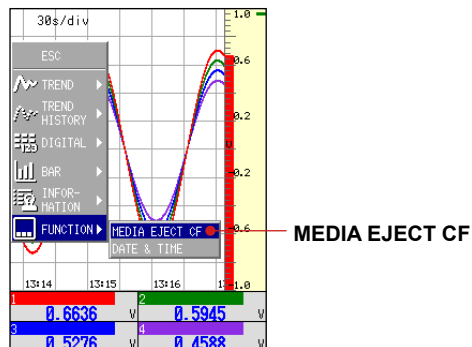 30s/div
1.0
ESC
0.6
TREND
TREND
HISTORY
0.2
DIGITAL
BAR
-0.2
INFOR-
MATION
FUNCTION
MEDIA EJECT CF
-0.6
MEDIA EJECT CF
DATE & TIME
13:14 13:15 13:16
-1.0
1 2
0.6636 V 0.5945 V
3 4
0.5276 V 0.4588 V